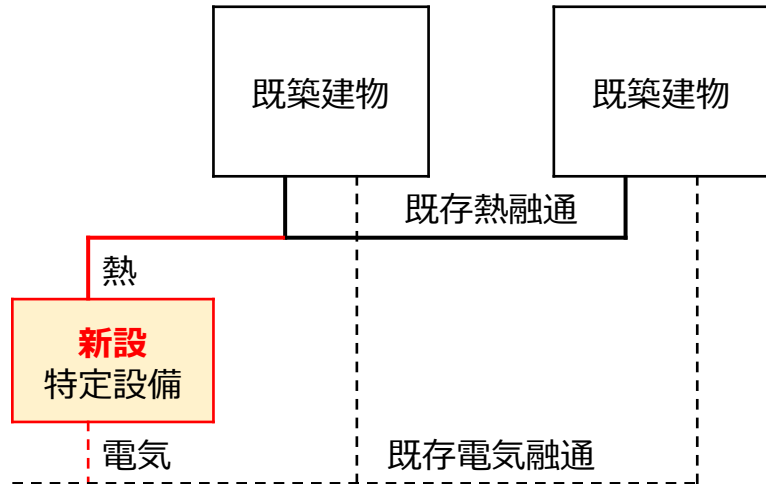 既築建物
既築建物
既存熱融通
熱
新設
特定設備
電気
既存電気融通